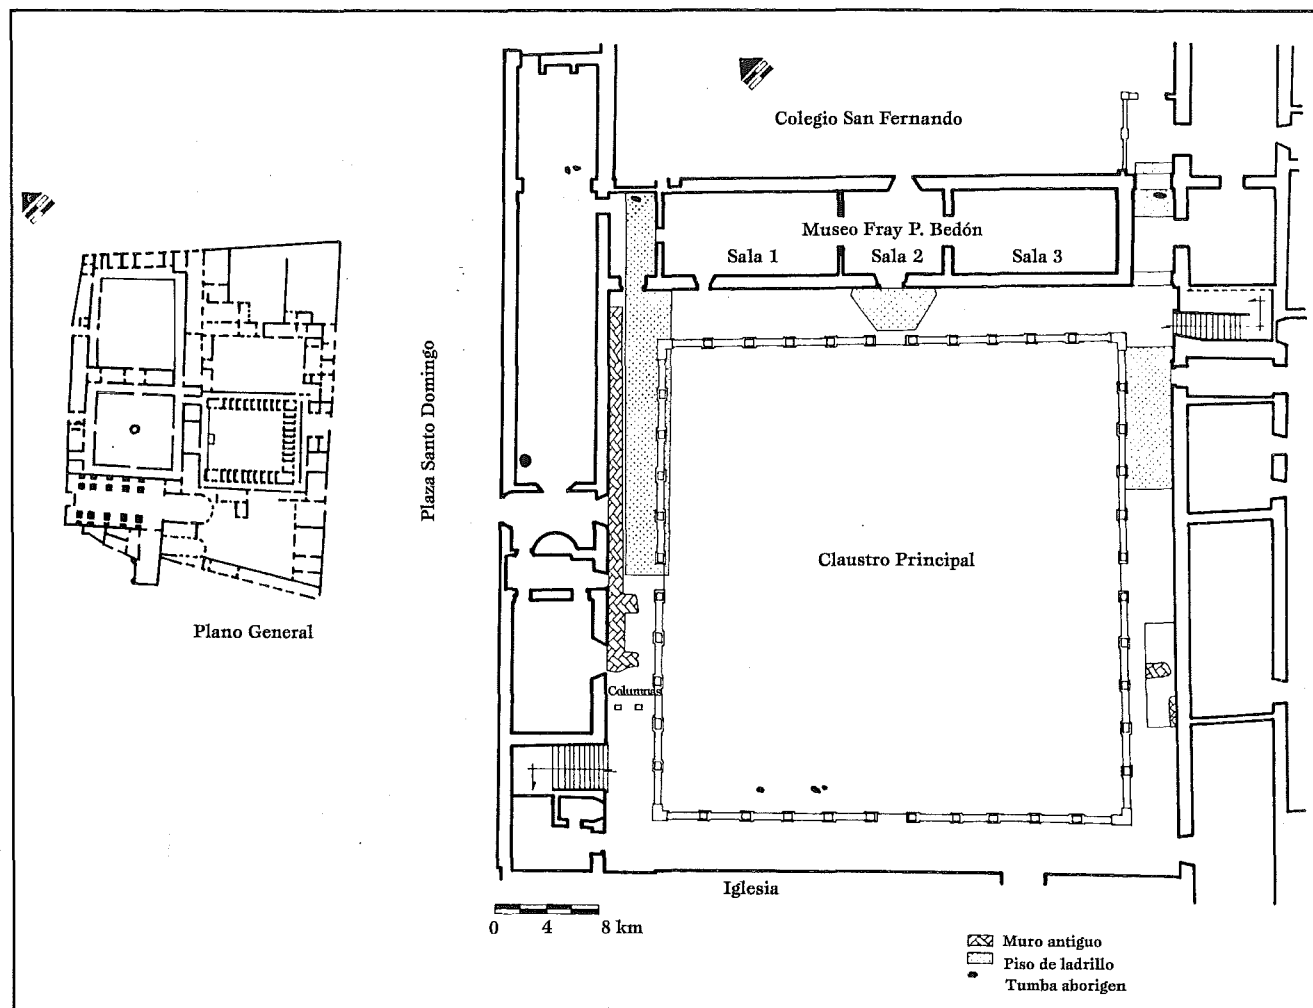 Colegio San Fernando
Museo Fray P. Bedón
Sala 1
Sala 2
Sala 3
Plaza Santo Domingo
Claustro Principal
Plano General
Columnas
Iglesia
0 4 8 km
Muro antiguo
Piso de ladrillo
Tumba aborigen